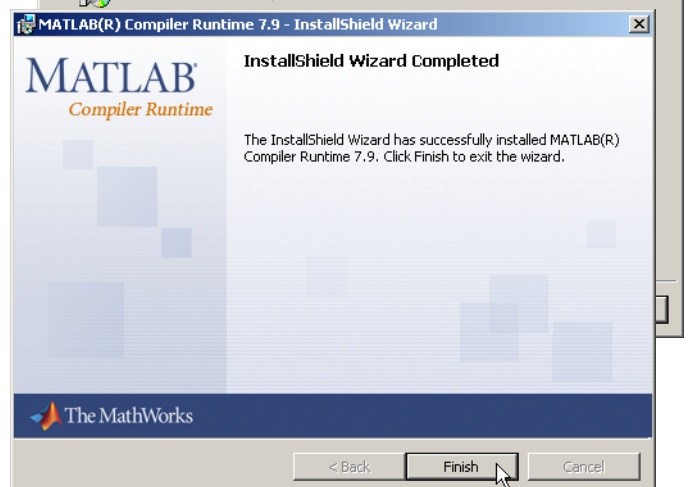 MATLAB(R) Compiler Runtime 7.9 - InstallShield Wizard
MATLAB®
Compiler Runtime
InstallShield Wizard Completed
The InstallShield Wizard has successfully installed MATLAB(R)
Compiler Runtime 7.9. Click Finish to exit the wizard.
The MathWorks
< Back
Finish
Cancel